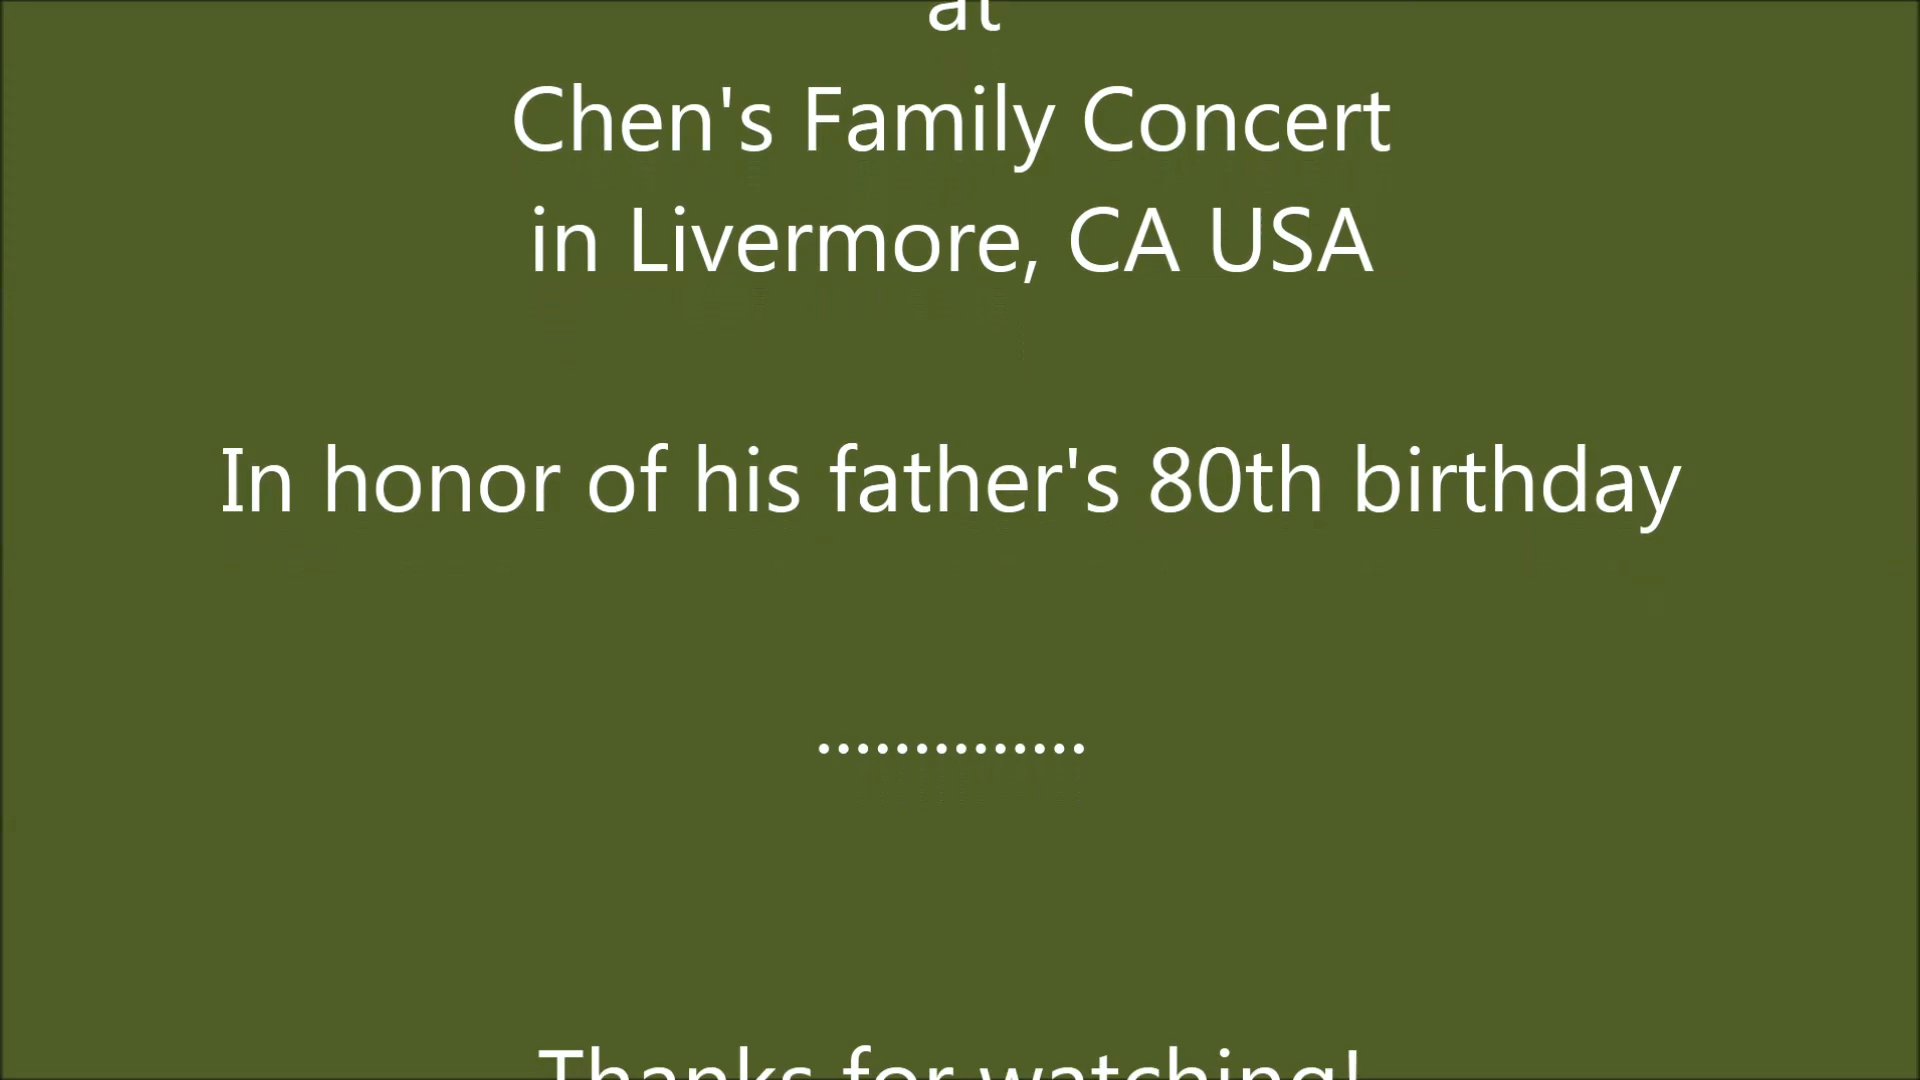 at
Chen's Family Concert
in Livermore, CA USA
In honor of his father's 80th birthday
..............
Thanks for watching!